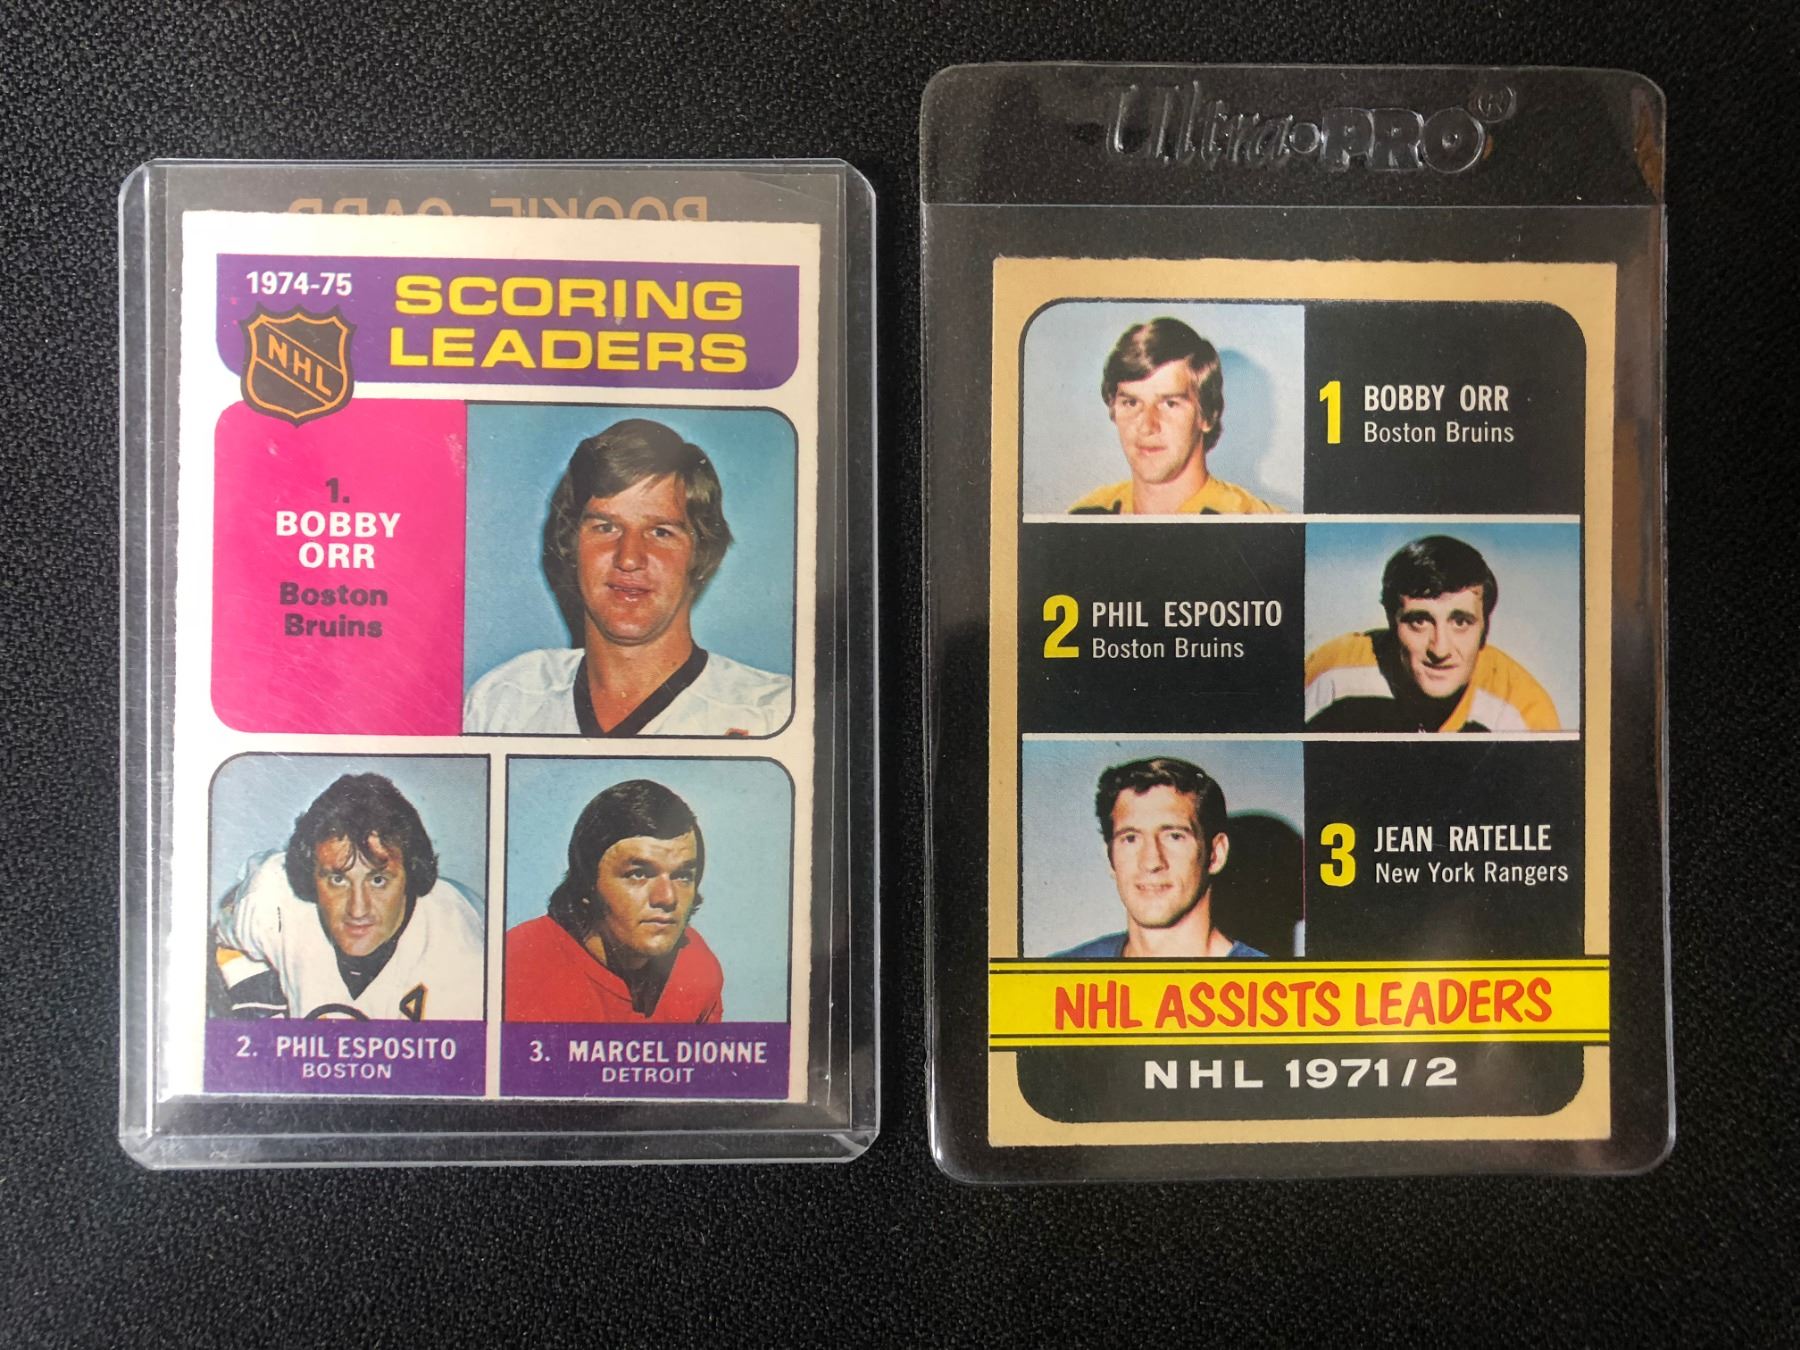 ROOKIE CARD
1974-75
SCORING
LEADERS
NHL
1.
BOBBY
ORR
Boston
Bruins
2. PHIL ESPOSITO
BOSTON
3. MARCEL DIONNE
DETROIT
Ultra·PRO®
1 BOBBY ORR
Boston Bruins
2 PHIL ESPOSITO
Boston Bruins
3 JEAN RATELLE
New York Rangers
NHL ASSISTS LEADERS
NHL 1971/2